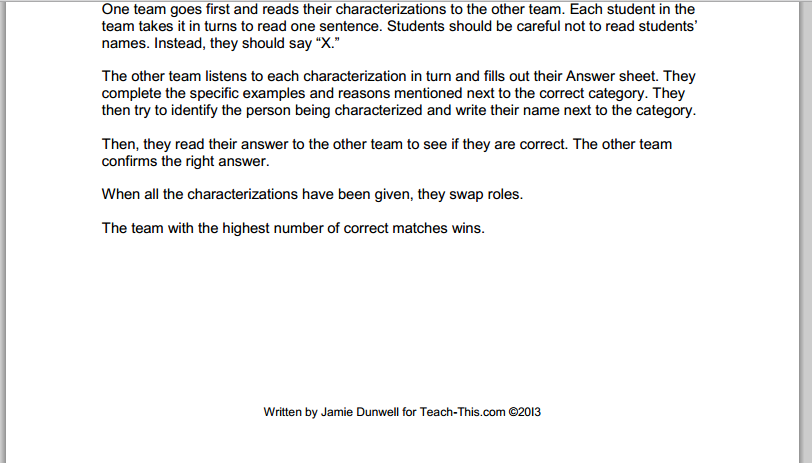 One team goes first and reads their characterizations to the other team. Each student in the
team takes it in turns to read one sentence. Students should be careful not to read students’
names. Instead, they should say “X.”
The other team listens to each characterization in turn and fills out their Answer sheet. They
complete the specific examples and reasons mentioned next to the correct category. They
then try to identify the person being characterized and write their name next to the category.
Then, they read their answer to the other team to see if they are correct. The other team
confirms the right answer.
When all the characterizations have been given, they swap roles.
The team with the highest number of correct matches wins.
Written by Jamie Dunwell for Teach-This.com ©20I3